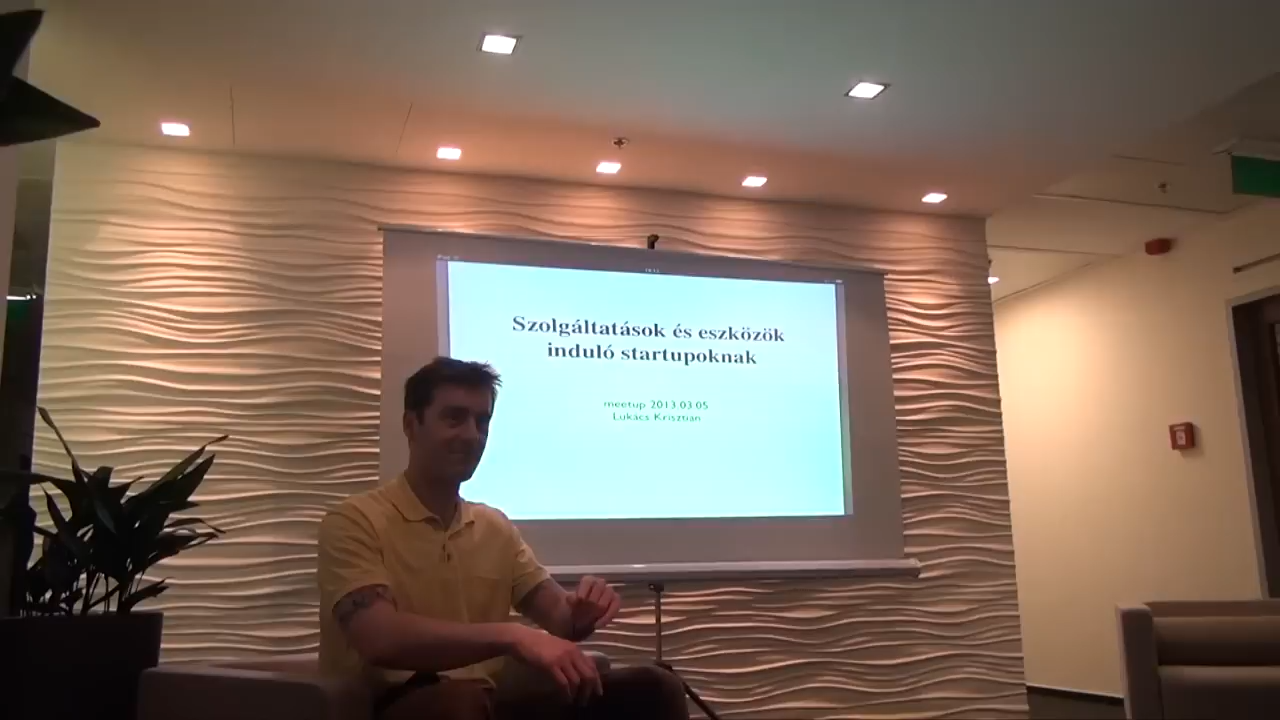 Szolgáltatások és eszközök
induló startupoknak
meetup 2013.03.05
Lukács Krisztián